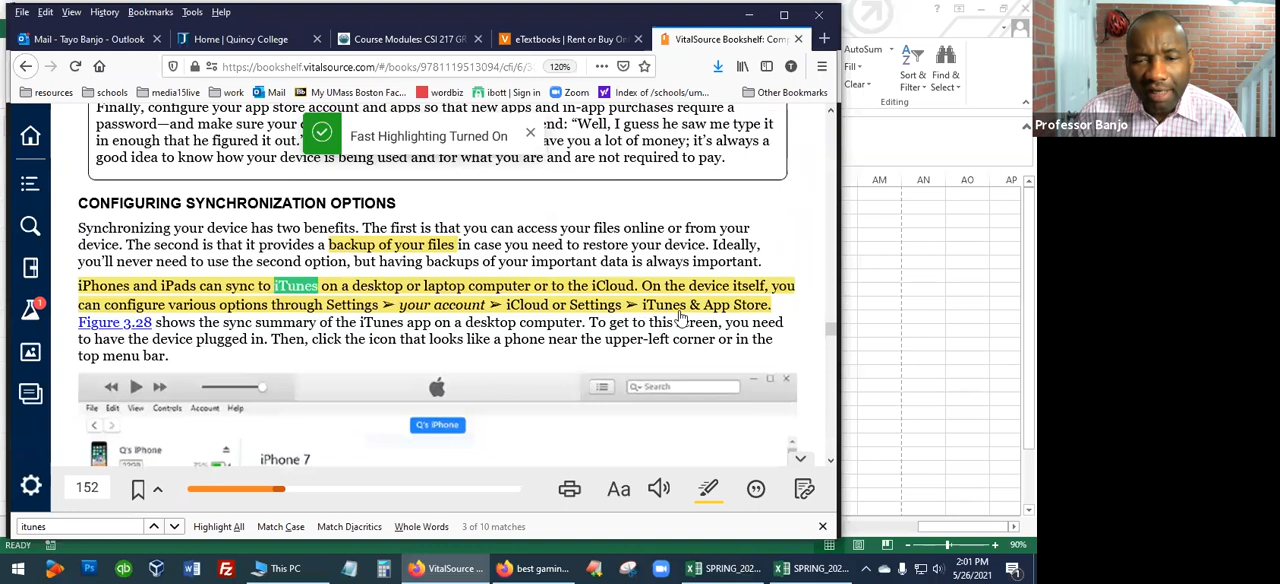 File Edit View History Bookmarks Tools Help
Mail - Tayo Banjo - Outlook
Home | Quincy College
Course Modules: CSI 217 GR
eTextbooks | Rent or Buy On
VitalSource Bookshelf: Comp
https://bookshelf.vitalsource.com/#/books/9781119513094/cfi/6/3
120%
resources schools media15live work Mail My UMass Boston Fac... wordbiz ibott | Sign in Zoom Index of /schools/um... Other Bookmarks
Finally, configure your app store account and apps so that new apps and in-app purchases require a
password—and make sure your end: "Well, I guess he saw me type it
in enough that he figured it out." ave you a lot of money; it's always a
good idea to know how your device is being used and for what you are and are not required to pay.
Fast Highlighting Turned On
CONFIGURING SYNCHRONIZATION OPTIONS
Synchronizing your device has two benefits. The first is that you can access your files online or from your
device. The second is that it provides a backup of your files in case you need to restore your device. Ideally,
you'll never need to use the second option, but having backups of your important data is always important.
iPhones and iPads can sync to iTunes on a desktop or laptop computer or to the iCloud. On the device itself, you
can configure various options through Settings ➢ your account ➢ iCloud or Settings ➢ iTunes & App Store.
Figure 3.28 shows the sync summary of the iTunes app on a desktop computer. To get to this screen, you need
to have the device plugged in. Then, click the icon that looks like a phone near the upper-left corner or in the
top menu bar.
Search
File Edit View Controls Account Help
Q's iPhone
Q's iPhone
iPhone 7
152
Aa
itunes
Highlight All Match Case Match Diacritics Whole Words 3 of 10 matches
AutoSum
Fill
Clear
Sort &
Filter
Find &
Select
Editing
Professor Banjo
AM AN AO AP
READY
90%
This PC
VitalSource
best gamin...
SPRING_202...
SPRING_202...
2:01 PM
5/26/2021